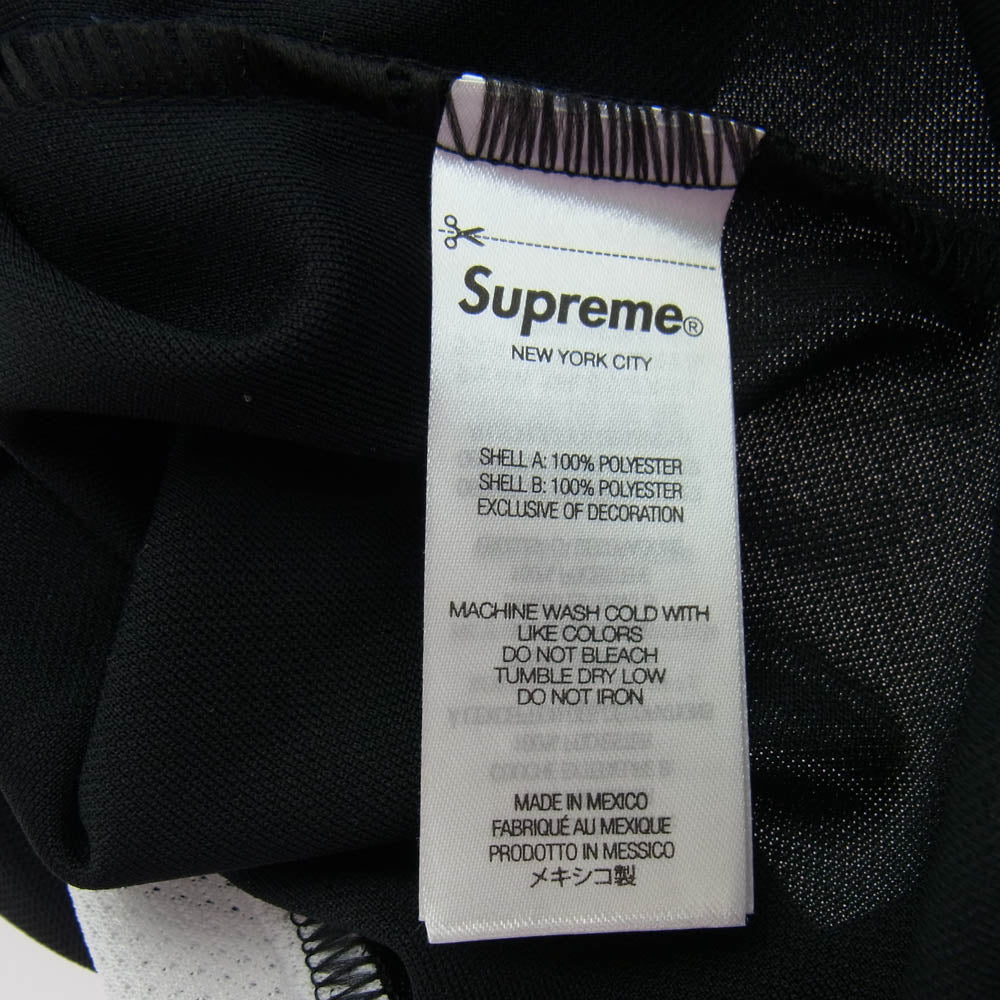 Supreme®
NEW YORK CITY
SHELL A: 100% POLYESTER
SHELL B: 100% POLYESTER
EXCLUSIVE OF DECORATION
MACHINE WASH COLD WITH
LIKE COLORS
DO NOT BLEACH
TUMBLE DRY LOW
DO NOT IRON
MADE IN MEXICO
FABRIQUÉ AU MEXIQUE
PRODOTTO IN MESSICO
メキシコ製